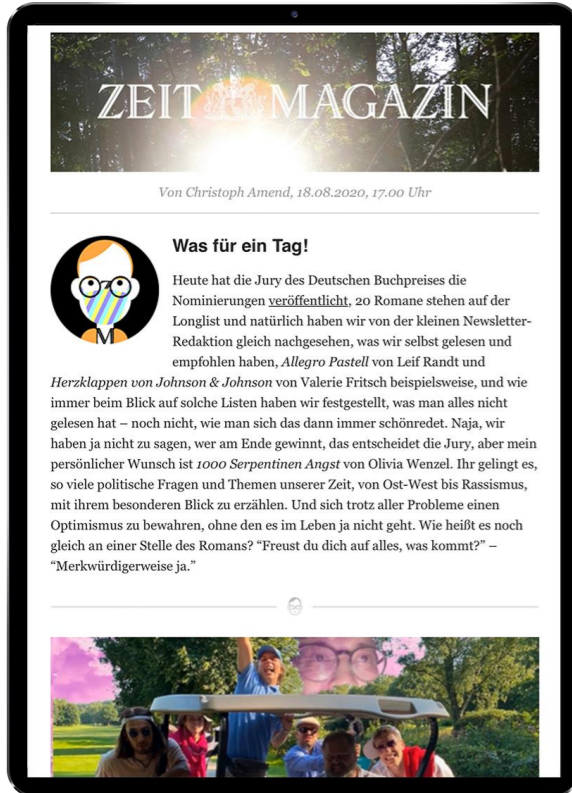 ZEIT MAGAZIN
Von Christoph Amend, 18.08.2020, 17.00 Uhr
Was für ein Tag!
Heute hat die Jury des Deutschen Buchpreises die
Nominierungen veröffentlicht, 20 Romane stehen auf der
Longlist und natürlich haben wir von der kleinen Newsletter-
Redaktion gleich nachgesehen, was wir selbst gelesen und
empfohlen haben, Allegro Pastell von Leif Randt und
Herzklappen von Johnson & Johnson von Valerie Fritsch beispielsweise, und wie
immer beim Blick auf solche Listen haben wir festgestellt, was man alles nicht
gelesen hat – noch nicht, wie man sich das dann immer schönredet. Naja, wir
haben ja nicht zu sagen, wer am Ende gewinnt, das entscheidet die Jury, aber mein
persönlicher Wunsch ist 1000 Serpentinen Angst von Olivia Wenzel. Ihr gelingt es,
so viele politische Fragen und Themen unserer Zeit, von Ost-West bis Rassismus,
mit ihrem besonderen Blick zu erzählen. Und sich trotz aller Probleme einen
Optimismus zu bewahren, ohne den es im Leben ja nicht geht. Wie heißt es noch
gleich an einer Stelle des Romans? “Freust du dich auf alles, was kommt?” –
“Merkwürdigerweise ja.”
M